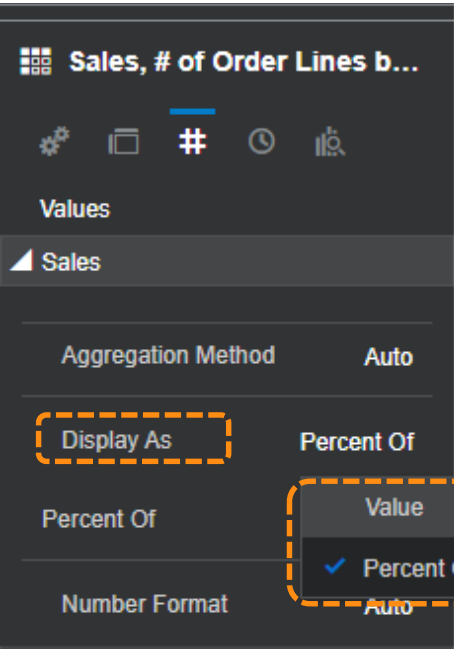 Sales, # of Order Lines b...
#
Values
Sales
Aggregation Method Auto
Display As Percent Of
Value
Percent Of
Percent
Number Format Auto